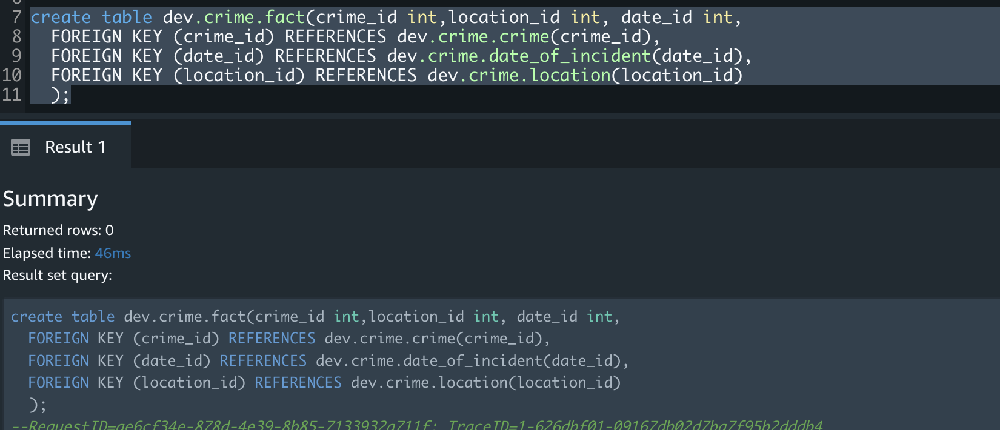 7 create table dev.crime.fact(crime_id int,location_id int, date_id int,
8 FOREIGN KEY (crime_id) REFERENCES dev.crime.crime(crime_id),
9 FOREIGN KEY (date_id) REFERENCES dev.crime.date_of_incident(date_id),
10 FOREIGN KEY (location_id) REFERENCES dev.crime.location(location_id)
11 );
Result 1
Summary
Returned rows: 0
Elapsed time: 46ms
Result set query:
create table dev.crime.fact(crime_id int,location_id int, date_id int,
FOREIGN KEY (crime_id) REFERENCES dev.crime.crime(crime_id),
FOREIGN KEY (date_id) REFERENCES dev.crime.date_of_incident(date_id),
FOREIGN KEY (location_id) REFERENCES dev.crime.location(location_id)
);
--RequestID=ae6cf34e-878d-4e39-8b85-7133932a711f; TraceID=1-626dbf01-09167db02d7ba7f95b2dddb4